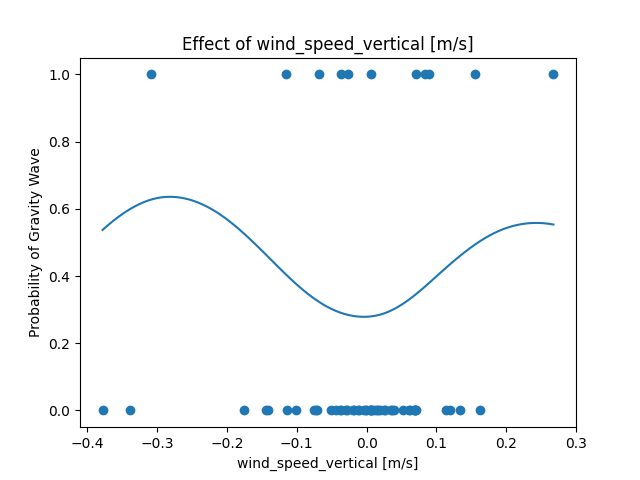 Effect of wind_speed_vertical [m/s]
1.0
0.8
0.6
0.4
0.2
0.0
Probability of Gravity Wave
−0.4 −0.3 −0.2 −0.1 0.0 0.1 0.2 0.3
wind_speed_vertical [m/s]